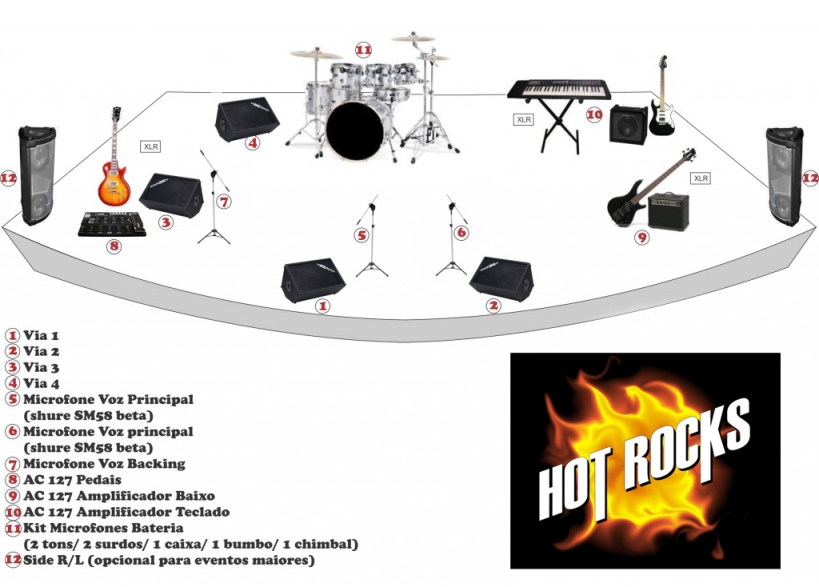 11
4
XLR
10
XLR
XLR
12
12
7
3
5
6
8
9
1
2
1 Via 1
2 Via 2
3 Via 3
4 Via 4
5 Microfone Voz Principal
(shure SM58 beta)
6 Microfone Voz principal
(shure SM58 beta)
7 Microfone Voz Backing
8 AC 127 Pedais
9 AC 127 Amplificador Baixo
10 AC 127 Amplificador Teclado
11 Kit Microfones Bateria
(2 tons/ 2 surdos/ 1 caixa/ 1 bumbo/ 1 chimbal)
12 Side R/L (opcional para eventos maiores)
HOT ROCKS